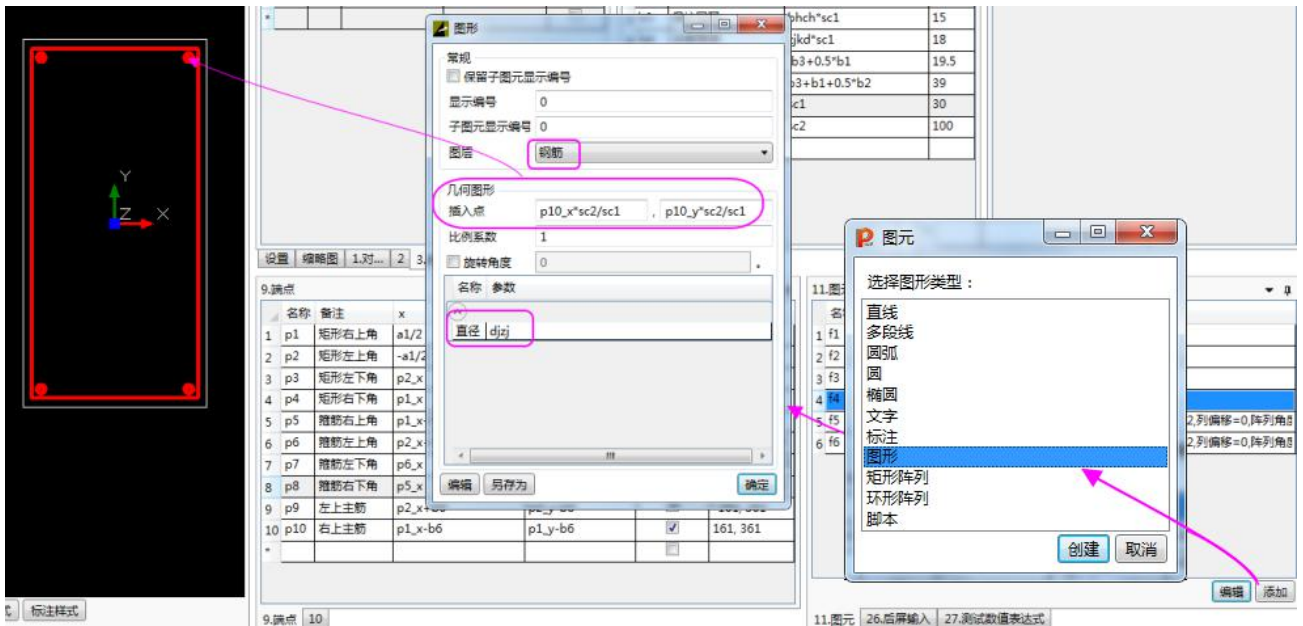 *
bhch*sc1 15
jkd*sc1 18
b3+0.5*b1 19.5
b3+b1+0.5*b2 39
sc1 30
sc2 100
图形
常规
保留子图元显示编号
显示编号 0
子图元显示编号 0
图层 钢筋
几何图形
插入点 p10_x*sc2/sc1 , p10_y*sc2/sc1
比例系数 1
旋转角度 0 。
名称 参数
直径 djzj
编辑 另存为 确定
Y
Z X
设置 缩略图 1.对... 2 3.
9.端点
名称 备注 x
1 p1 矩形右上角 a1/2
2 p2 矩形左上角 -a1/2
3 p3 矩形左下角 p2_x
4 p4 矩形右下角 p1_x
5 p5 箍筋右上角 p1_x-
6 p6 箍筋左上角 p2_x
7 p7 箍筋左下角 p6_x
8 p8 箍筋右下角 p5_x
9 p9 左上主筋 p2_x+b6 p2_y-b6 -161, 361
10 p10 右上主筋 p1_x-b6 p1_y-b6 161, 361
*
9.端点 10
标注样式
11.图
名
1 f1
2 f2
3 f3
4 f4
5 f5 2,列偏移=0,阵列角
6 f6 2,列偏移=0,阵列角
图元
选择图形类型：
直线
多段线
圆弧
圆
椭圆
文字
标注
图形
矩形阵列
环形阵列
脚本
创建 取消
编辑 添加
11.图元 26.后屏输入 27.测试数值表达式